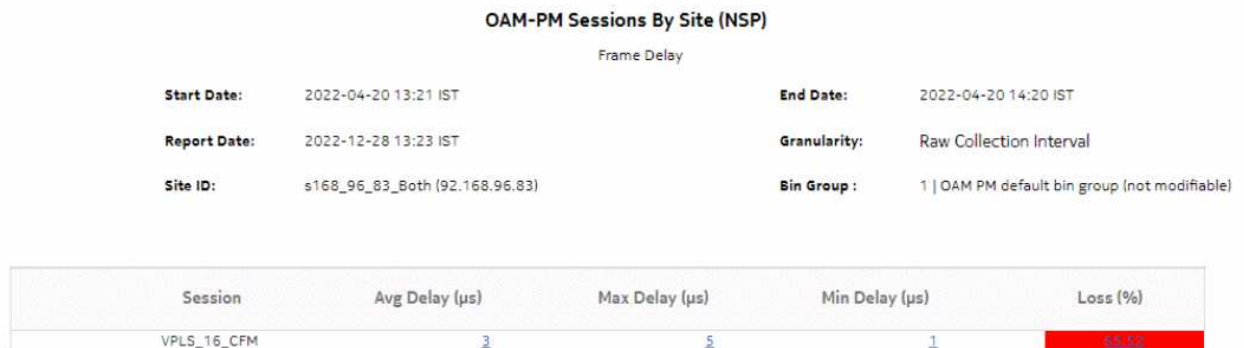 OAM-PM Sessions By Site (NSP)
Frame Delay
Start Date: 2022-04-20 13:21 IST End Date: 2022-04-20 14:20 IST
Report Date: 2022-12-28 13:23 IST Granularity: Raw Collection Interval
Site ID: s168_96_83_Both (92.168.96.83) Bin Group : 1 | OAM PM default bin group (not modifiable)
Session Avg Delay (µs) Max Delay (µs) Min Delay (µs) Loss (%)
VPLS_16_CFM 3 5 1 65.52